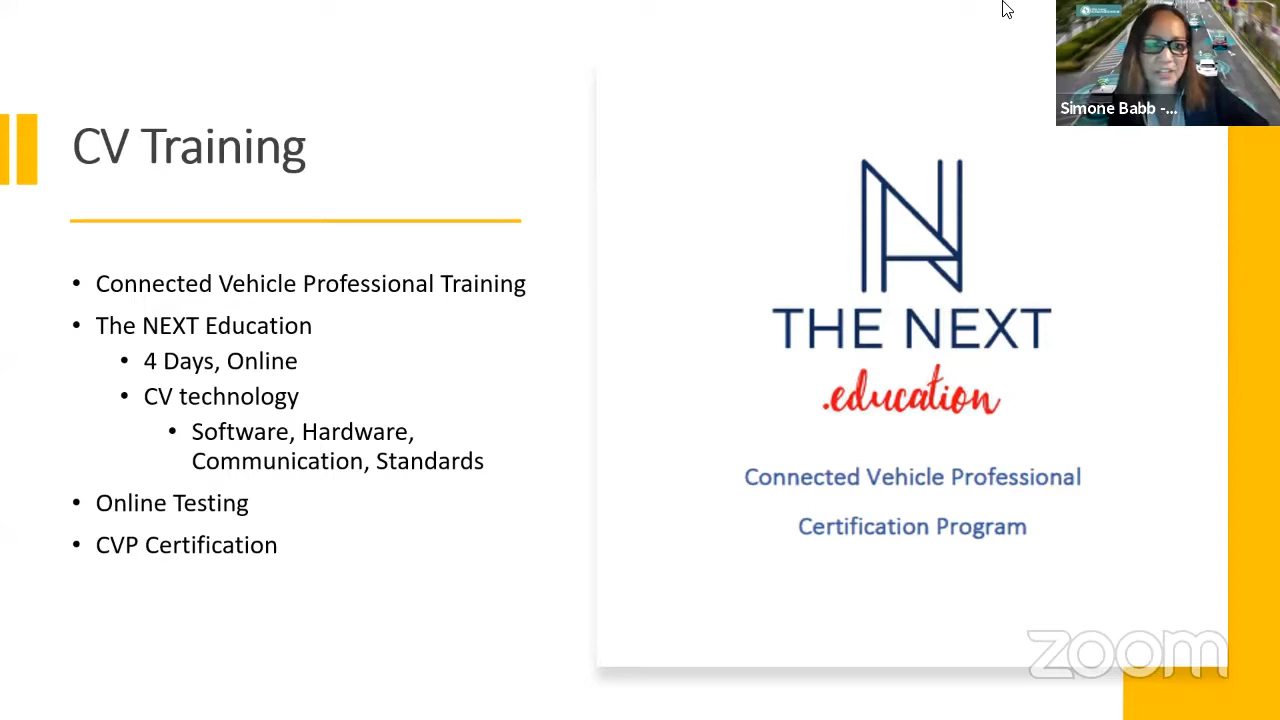 Simone Babb -...
CV Training
• Connected Vehicle Professional Training
• The NEXT Education
• 4 Days, Online
• CV technology
• Software, Hardware,
Communication, Standards
• Online Testing
• CVP Certification
THE NEXT
.education
Connected Vehicle Professional
Certification Program
zoom